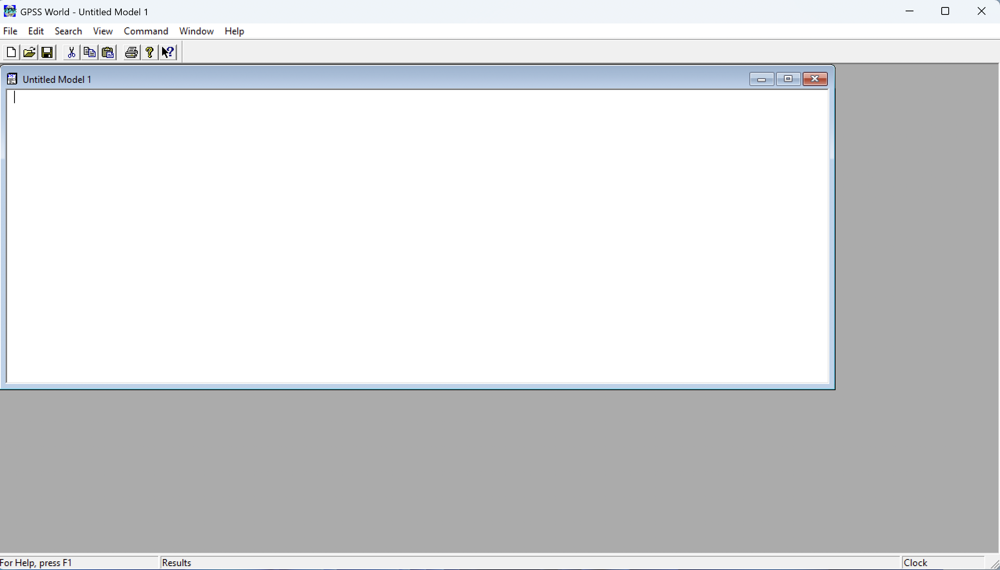 GPSS World - Untitled Model 1
File Edit Search View Command Window Help
Untitled Model 1
For Help, press F1 Results Clock